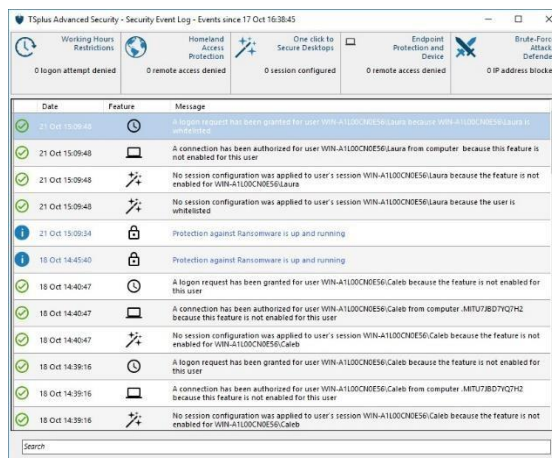 TSplus Advanced Security - Security Event Log - Events since 17 Oct 16:38:45
Working Hours
Restrictions
0 logon attempt denied
Homeland
Access
Protection
0 remote access denied
One click to
Secure Desktops
0 session configured
Endpoint
Protection and
Device
0 remote access denied
Brute-Forc
Attack
Defende
0 IP address blocke
Date Feature Message
21 Oct 15:09:48 A logon request has been granted for user WIN-A1L00CN0E56\Laura because WIN-A1L00CN0E56\Laura is
whitelisted
21 Oct 15:09:48 A connection has been authorized for user WIN-A1L00CN0E56\Laura from computer because this feature is
not enabled for this user
21 Oct 15:09:48 No session configuration was applied to user's session WIN-A1L00CN0E56\Laura because the feature is not
enabled for WIN-A1L00CN0E56\Laura
21 Oct 15:09:48 No session configuration was applied to user's session WIN-A1L00CN0E56\Laura because the user is
whitelisted
21 Oct 15:09:34 Protection against Ransomware is up and running
18 Oct 14:45:40 Protection against Ransomware is up and running
18 Oct 14:40:47 A logon request has been granted for user WIN-A1L00CN0E56\Caleb because the feature is not enabled for
this user
18 Oct 14:40:47 A connection has been authorized for user WIN-A1L00CN0E56\Caleb from computer .MITU7JBD7YQ7H2
because this feature is not enabled for this user
18 Oct 14:40:47 No session configuration was applied to user's session WIN-A1L00CN0E56\Caleb because the feature is not
enabled for WIN-A1L00CN0E56\Caleb
18 Oct 14:39:16 A logon request has been granted for user WIN-A1L00CN0E56\Caleb because the feature is not enabled for
this user
18 Oct 14:39:16 A connection has been authorized for user WIN-A1L00CN0E56\Caleb from computer .MITU7JBD7YQ7H2
because this feature is not enabled for this user
18 Oct 14:39:16 No session configuration was applied to user's session WIN-A1L00CN0E56\Caleb because the feature is not
enabled for WIN-A1L00CN0E56\Caleb
Search